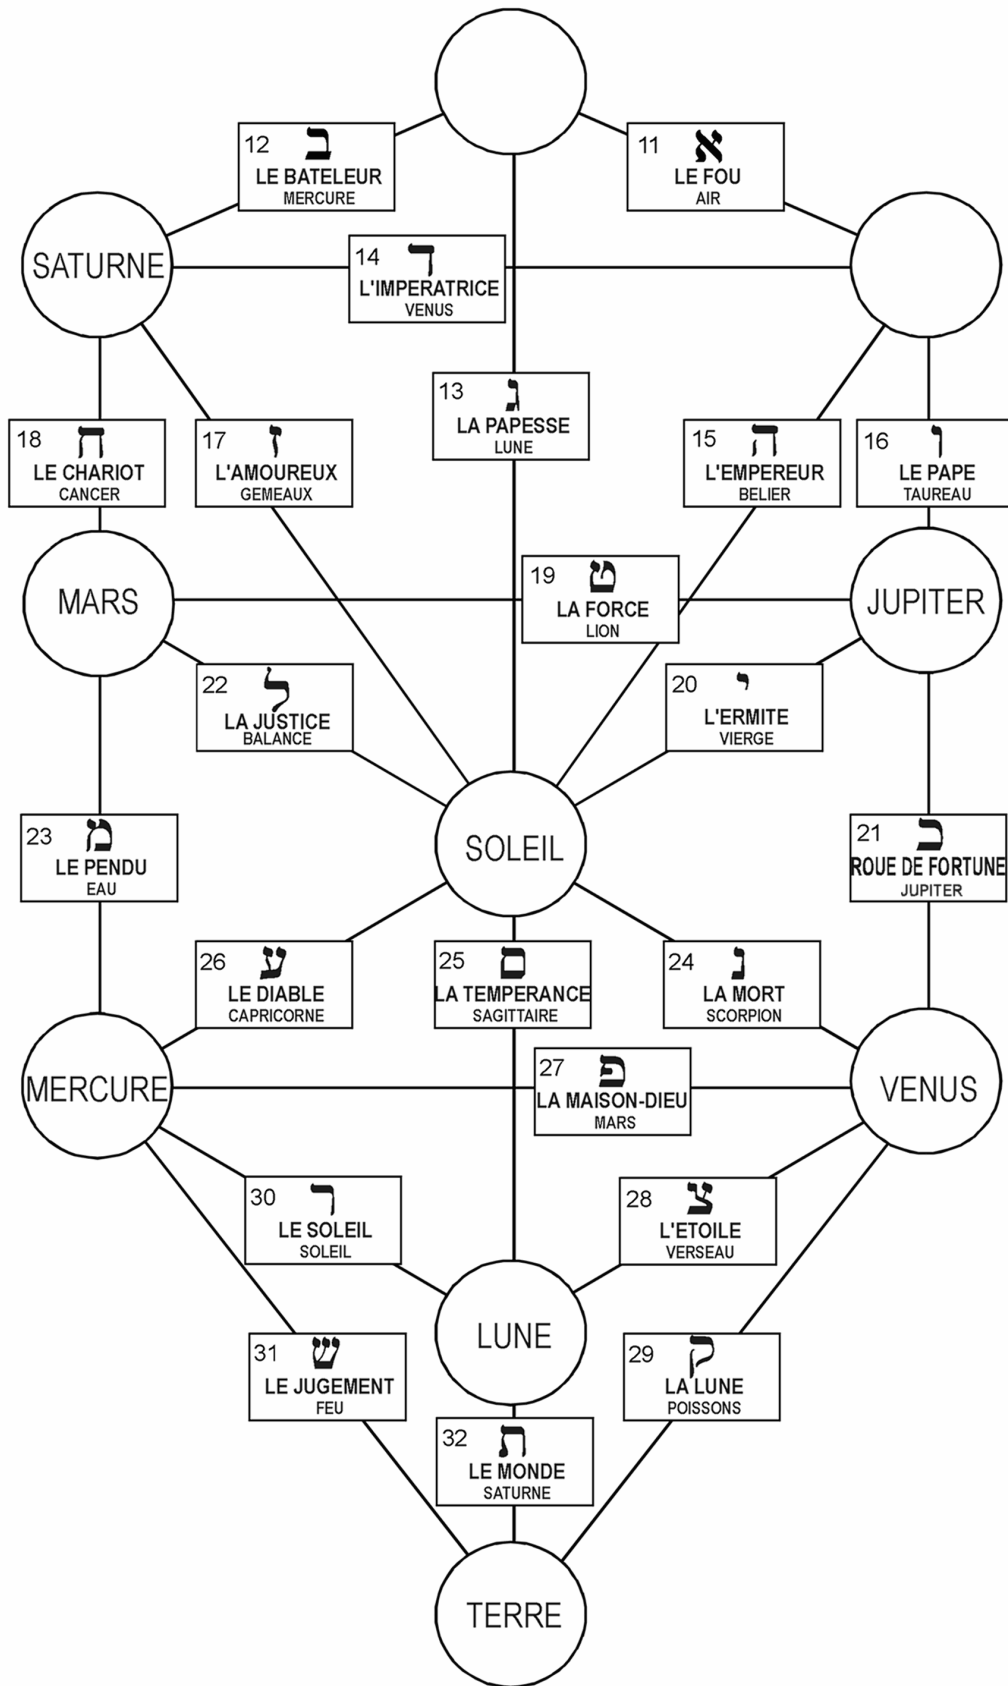 12 ב
LE BATELEUR
MERCURE
11 א
LE FOU
AIR
SATURNE
14 ד
L'IMPERATRICE
VENUS
13 ג
LA PAPESSE
LUNE
18 ח
LE CHARIOT
CANCER
17 ז
L'AMOUREUX
GEMEAUX
15 ה
L'EMPEREUR
BELIER
16 ו
LE PAPE
TAUREAU
MARS
19 ט
LA FORCE
LION
JUPITER
22 ל
LA JUSTICE
BALANCE
20 י
L'ERMITE
VIERGE
23 מ
LE PENDU
EAU
SOLEIL
21 כ
ROUE DE FORTUNE
JUPITER
26 ע
LE DIABLE
CAPRICORNE
25 ם
LA TEMPERANCE
SAGITTAIRE
24 נ
LA MORT
SCORPION
MERCURE
27 פ
LA MAISON-DIEU
MARS
VENUS
30 ר
LE SOLEIL
SOLEIL
28 צ
L'ETOILE
VERSEAU
LUNE
31 ש
LE JUGEMENT
FEU
29 ק
LA LUNE
POISSONS
32 ת
LE MONDE
SATURNE
TERRE